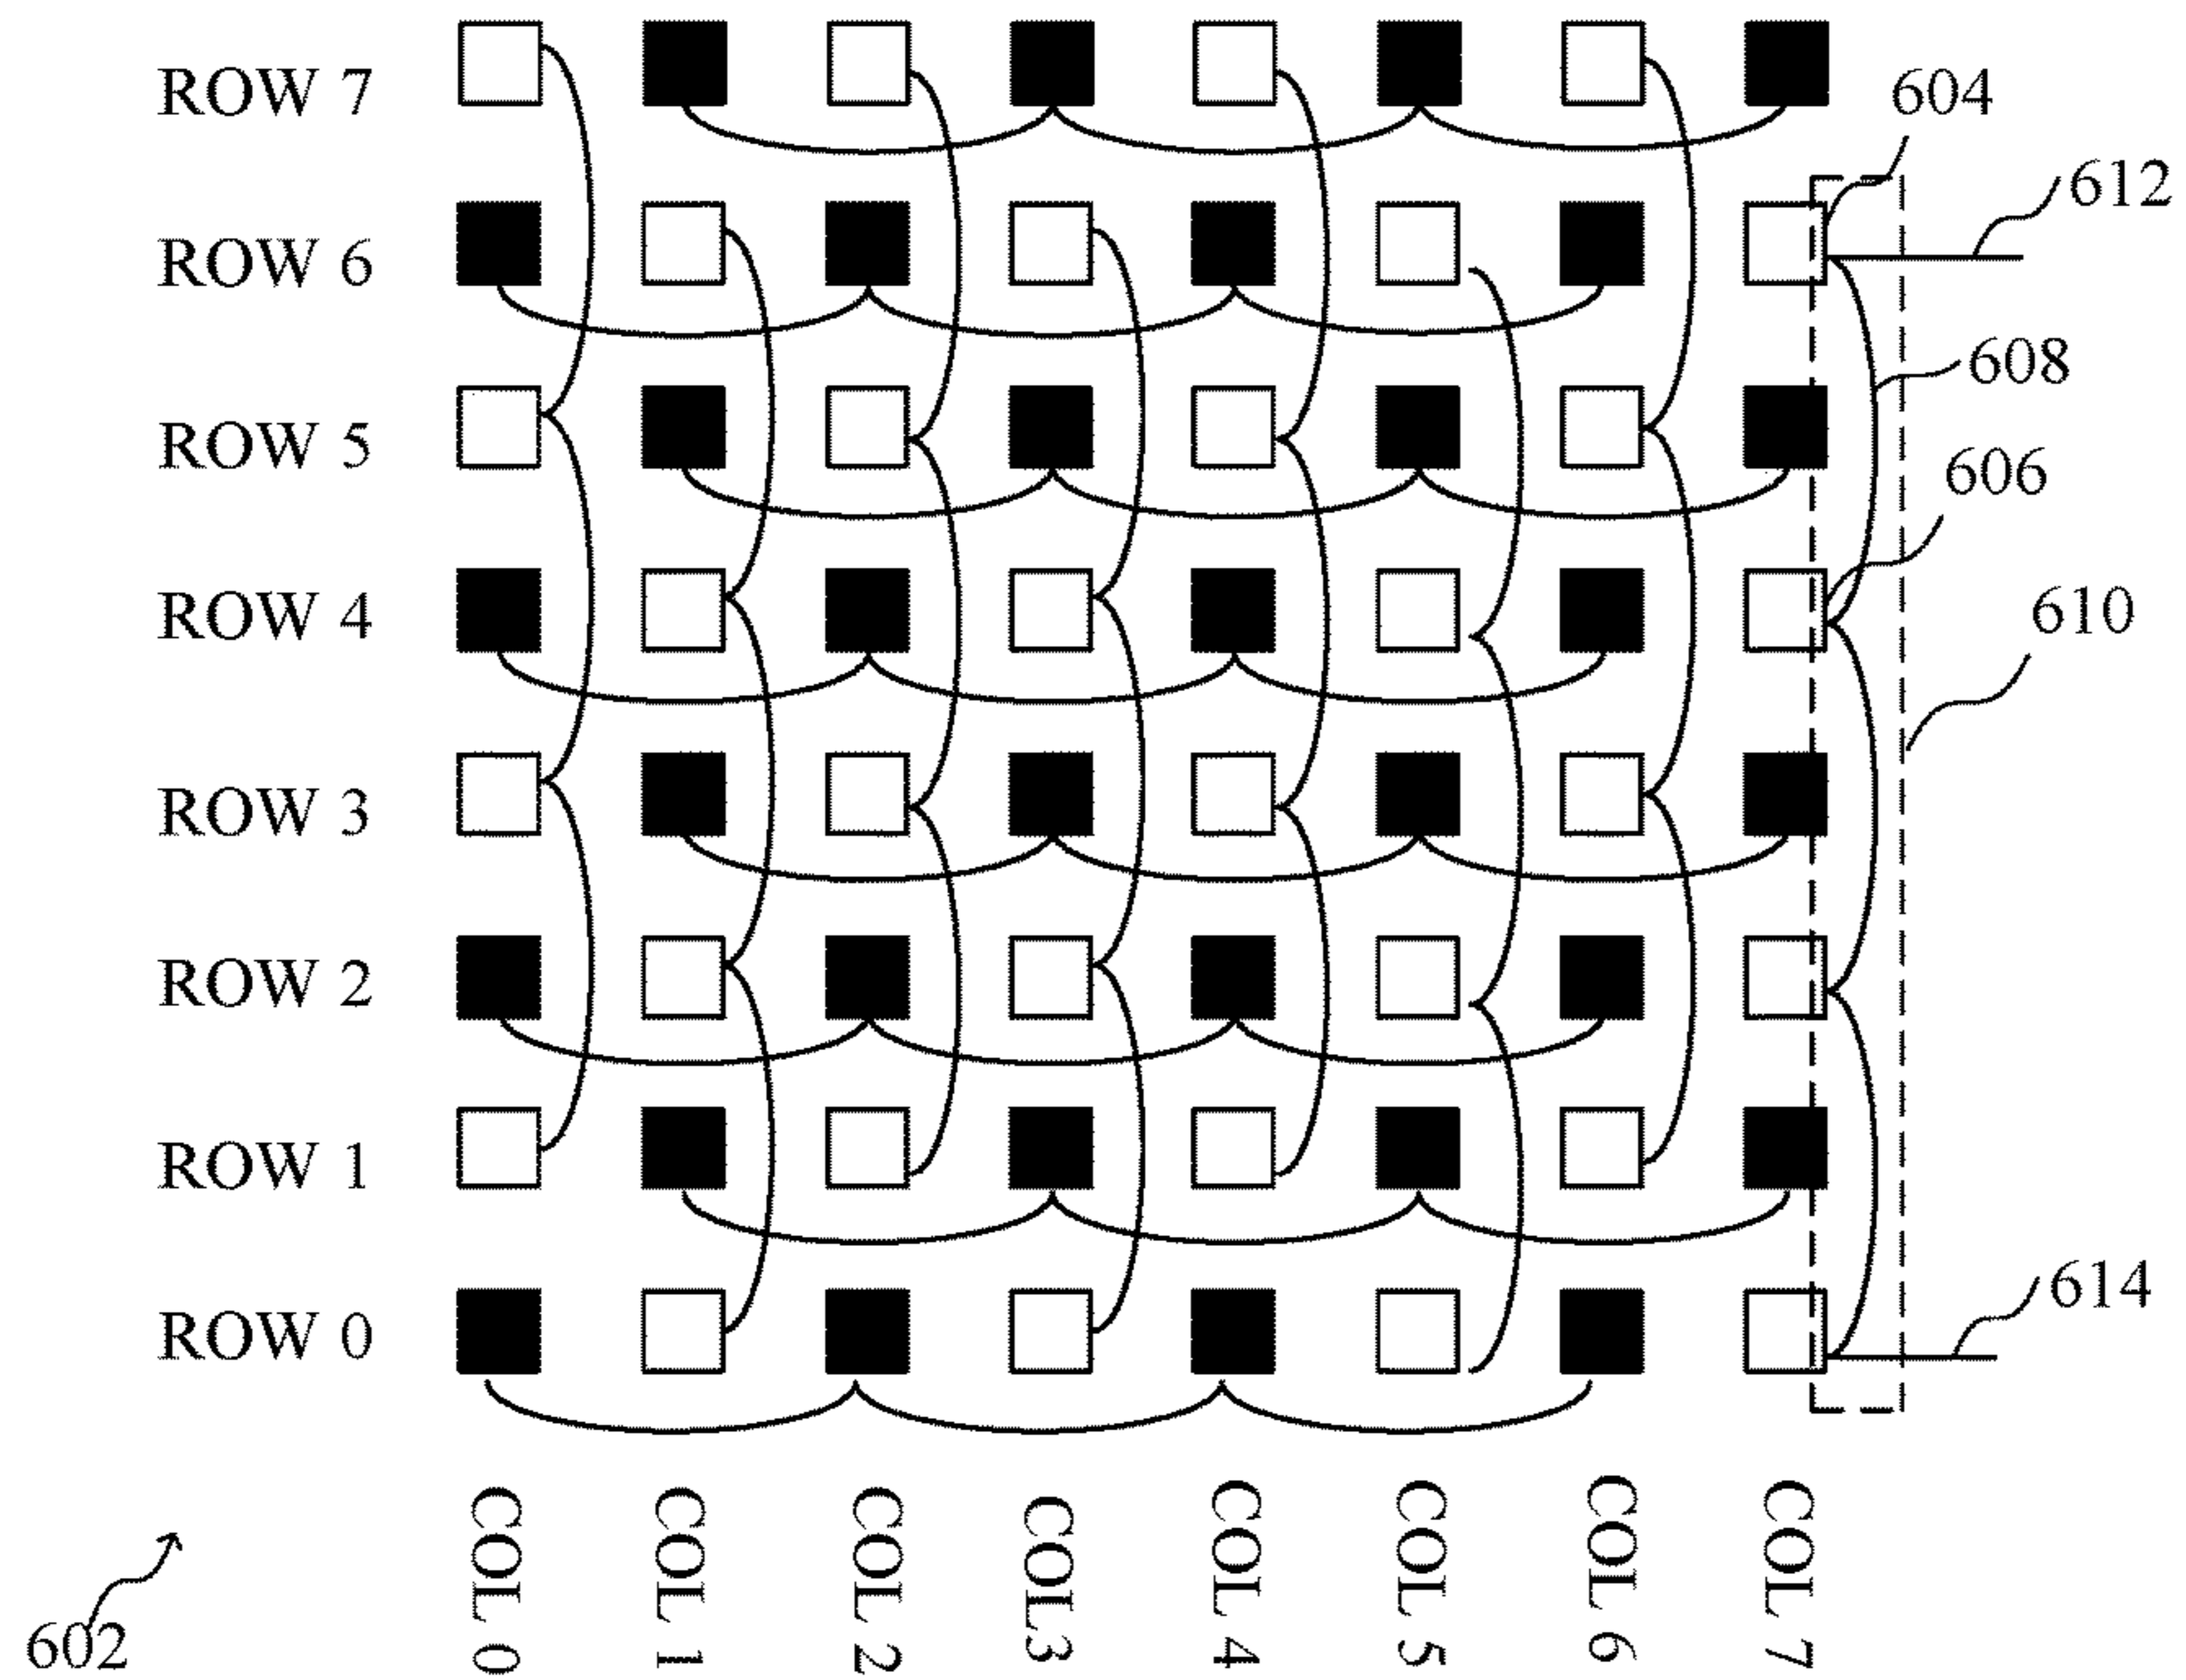 ROW 7
604
612
ROW 6
608
ROW 5
606
ROW 4
610
ROW 3
ROW 2
ROW 1
614
ROW 0
COL 0
COL 1
COL 2
COL3
COL 4
COL 5
COL 6
COL 7
602